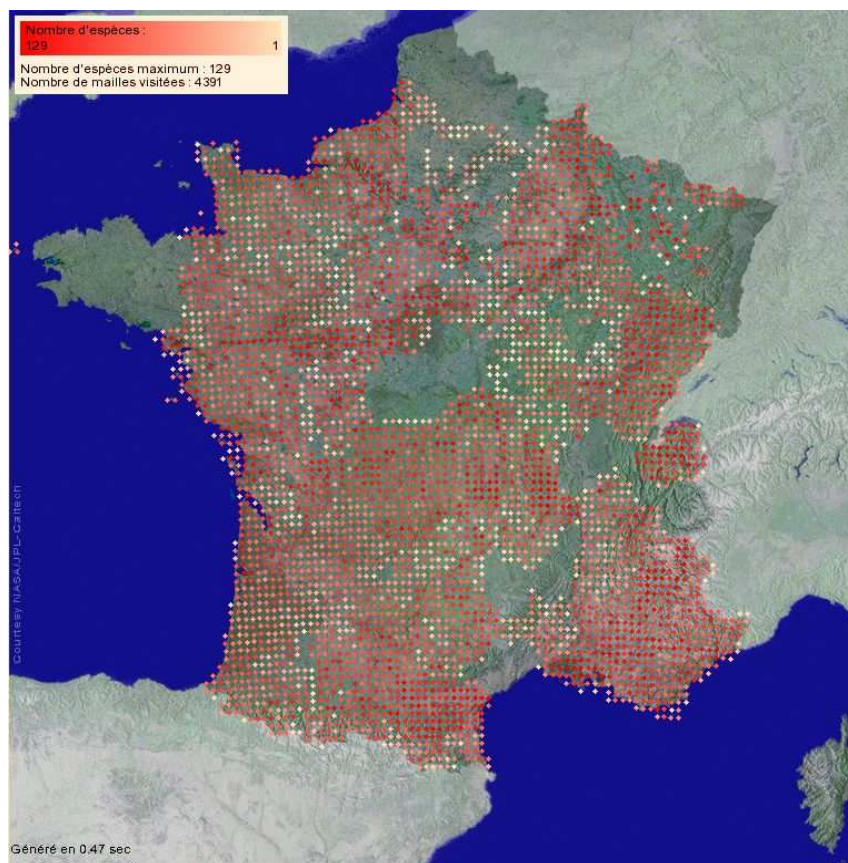 Nombre d'espèces :
129 1
Nombre d'espèces maximum : 129
Nombre de mailles visitées : 4391
Courtesy NASA/JPL-Caltech
Généré en 0.47 sec